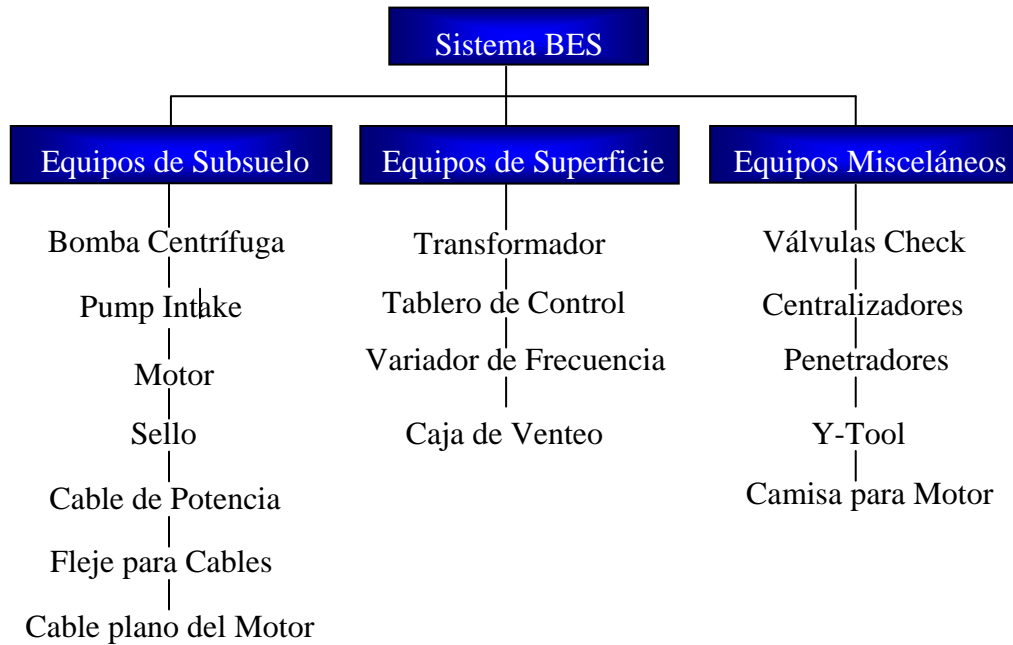 Sistema BES
Equipos de Subsuelo
Bomba Centrífuga
Pump Intake
Motor
Sello
Cable de Potencia
Fleje para Cables
Cable plano del Motor
Equipos de Superficie
Transformador
Tablero de Control
Variador de Frecuencia
Caja de Venteo
Equipos Misceláneos
Válvulas Check
Centralizadores
Penetradores
Y-Tool
Camisa para Motor